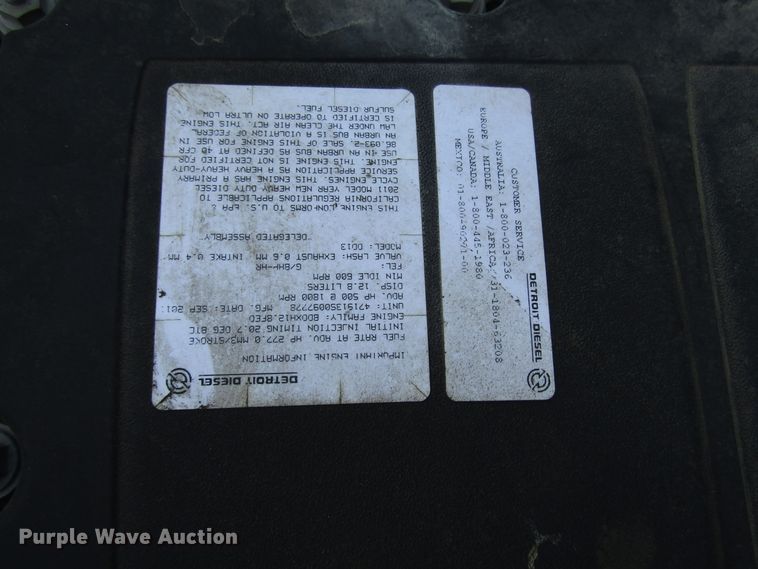 DETROIT DIESEL
IMPORTANT ENGINE INFORMATION
FUEL RATE AT ADV. HP 277.0 MM3/STROKE
INITIAL INJECTION TIMING 20.7 DEG BTC
ENGINE FAMILY: BDDXH12.8FED
UNIT: 471913S0097778 MFG. DATE: SEP 201
ADV. HP 500 @ 1800 RPM
DISP. 12.8 LITERS
MIN IDLE 600 RPM
FEL: G/BHP-HR
VALVE LASH: EXHAUST 0.6 MM INTKE 0.4 MM
MODEL: DD13
DELEGATED ASSEMBLY
THIS ENGINE CONFORMS TO U.S. EPA &
CALIFORNIA REGULATIONS APPLICABLE TO
2011 MODEL YEAR NEW HEAVY DUTY DIESEL
CYCLE ENGINES. THIS ENGINE HAS A PRIMARY
SERVICE APPLICATION AS A HEAVY HEAVY-DUTY
ENGINE. THIS ENGINE IS NOT CERTIFIED FOR
USE IN AN URBAN BUS AS DEFINED AT 40 CFR
86.093-2. SALE OF THIS ENGINE FOR USE IN
AN URBAN BUS IS A VIOLATION OF FEDERAL
LAW UNDER THE CLEAN AIR ACT. THIS ENGINE
IS CERTIFIED TO OPERATE ON ULTRA LOW
SULFUR DIESEL FUEL.
DETROIT DIESEL
CUSTOMER SERVICE
AUSTRALIA: 1-800-023-236
EUROPE / MIDDLE EAST /AFRICA: 31-1804-63208
USA/CANADA: 1-800-445-1980
MEXICO: 01-800-
Purple Wave Auction